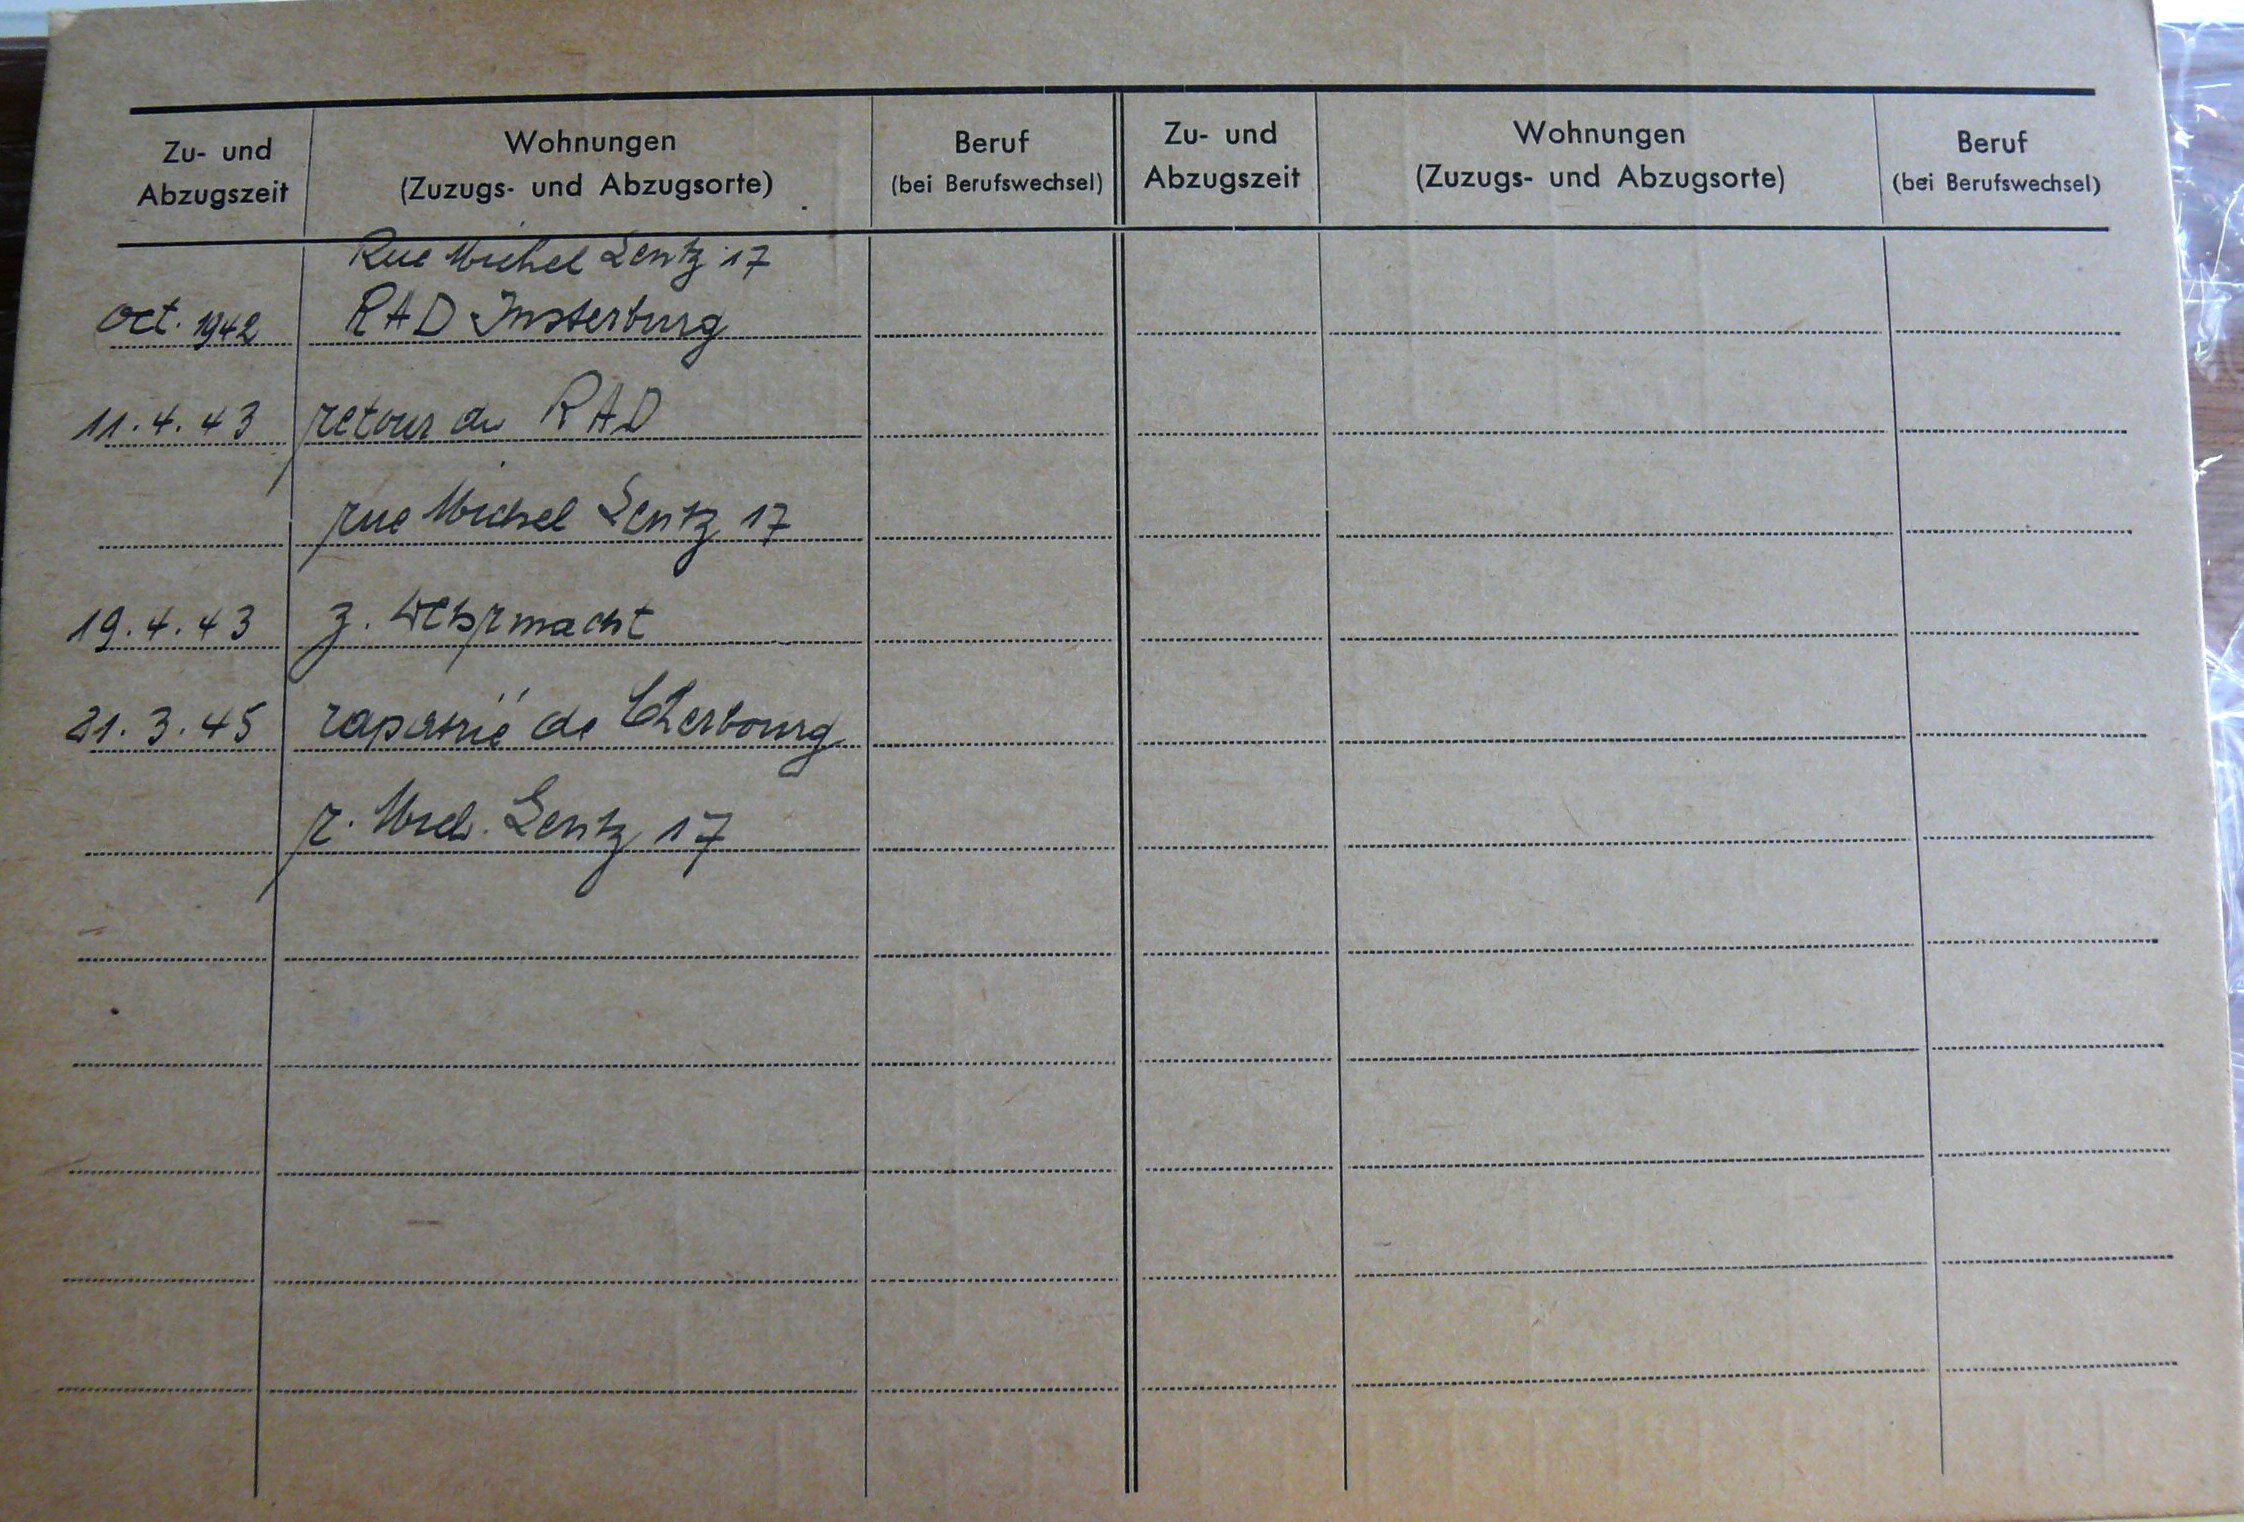 Zu- und Abzugszeit
Wohnungen (Zuzugs- und Abzugsorte)
Beruf (bei Berufswechsel)
Zu- und Abzugszeit
Wohnungen (Zuzugs- und Abzugsorte)
Beruf (bei Berufswechsel)
Rue Michel Lentz 17
oct. 1942 RAD Insterburg
11.4.43 retour du RAD
rue Michel Lentz 17
19.4.43 z. Wehrmacht
21.3.45 rapatrié de Cherbourg
r. Mich. Lentz 17